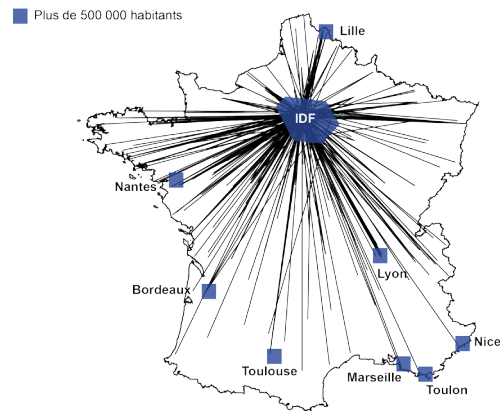 Plus de 500 000 habitants
Lille
IDF
Nantes
Lyon
Bordeaux
Nice
Toulouse
Marseille
Toulon